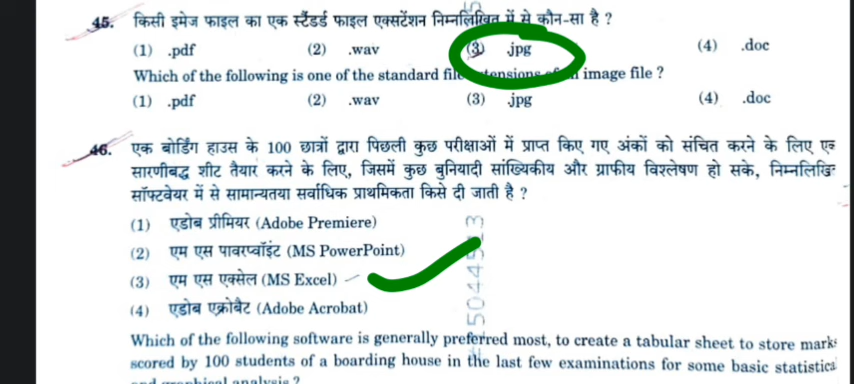 45. किसी इमेज फाइल का एक स्टैंडर्ड फाइल एक्सटेंशन निम्नलिखित में से कौन-सा है ?
(1) .pdf (2) .wav (3) .jpg (4) .doc
Which of the following is one of the standard file extensions of an image file ?
(1) .pdf (2) .wav (3) .jpg (4) .doc
46. एक बोर्डिंग हाउस के 100 छात्रों द्वारा पिछली कुछ परीक्षाओं में प्राप्त किए गए अंकों को संचित करने के लिए
सारणीबद्ध शीट तैयार करने के लिए, जिसमें कुछ बुनियादी सांख्यिकीय और ग्राफीय विश्लेषण हो सके,
सॉफ्टवेयर में से सामान्यतया सर्वाधिक प्राथमिकता किसे दी जाती है ?
(1) एडोब प्रीमियर (Adobe Premiere)
(2) एम एस पावरप्वॉइंट (MS PowerPoint)
(3) एम एस एक्सेल (MS Excel)
(4) एडोब एक्रोबैट (Adobe Acrobat)
Which of the following software is generally preferred most, to create a tabular sheet to store
scored by 100 students of a boarding house in the last few examinations for some basic